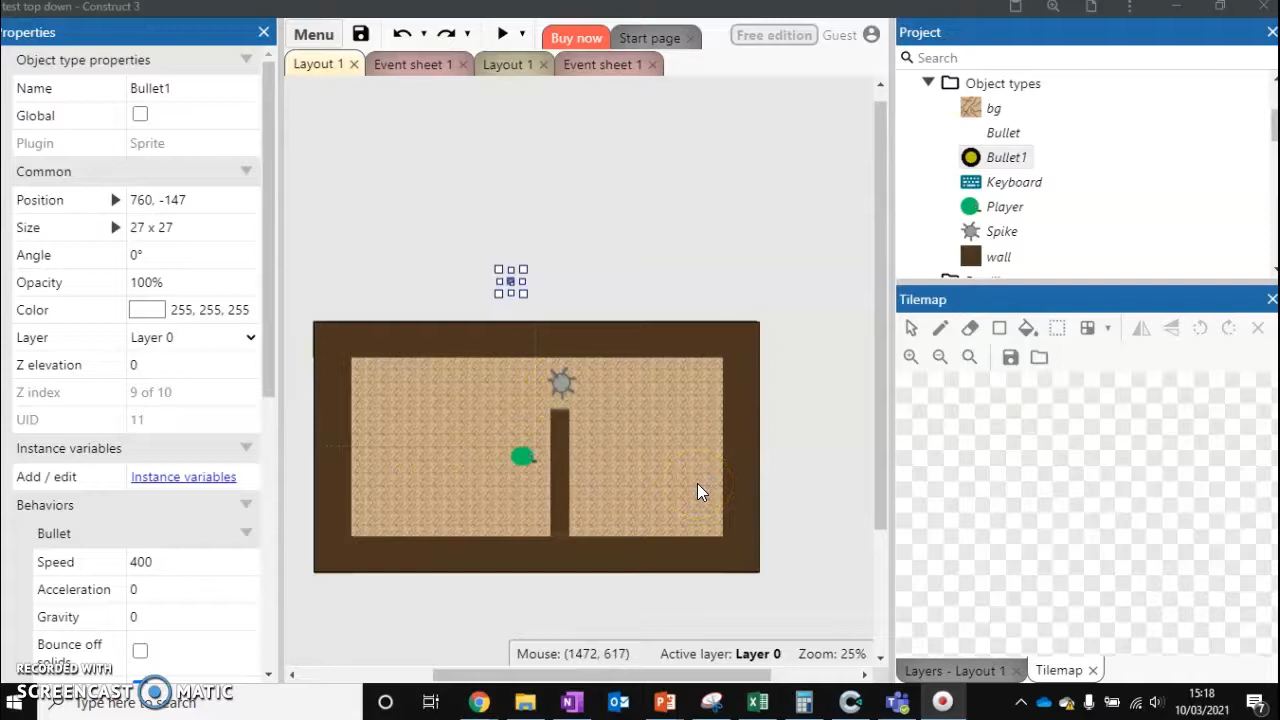 test top down - Construct 3
Properties
Object type properties
Name Bullet1
Global
Plugin Sprite
Common
Position 760, -147
Size 27 x 27
Angle 0°
Opacity 100%
Color 255, 255, 255
Layer Layer 0
Z elevation 0
Z index 9 of 10
UID 11
Instance variables
Add / edit Instance variables
Behaviors
Bullet
Speed 400
Acceleration 0
Gravity 0
Bounce off
solids
Menu
Buy now
Start page
Free edition
Guest
Layout 1
Event sheet 1
Layout 1
Event sheet 1
Mouse: (1472, 617) Active layer: Layer 0 Zoom: 25%
Project
Search
Object types
bg
Bullet
Bullet1
Keyboard
Player
Spike
wall
Tilemap
Layers - Layout 1
Tilemap
RECORDED WITH
SCREENCAST MATIC
Type here to search
15:18
10/03/2021
7